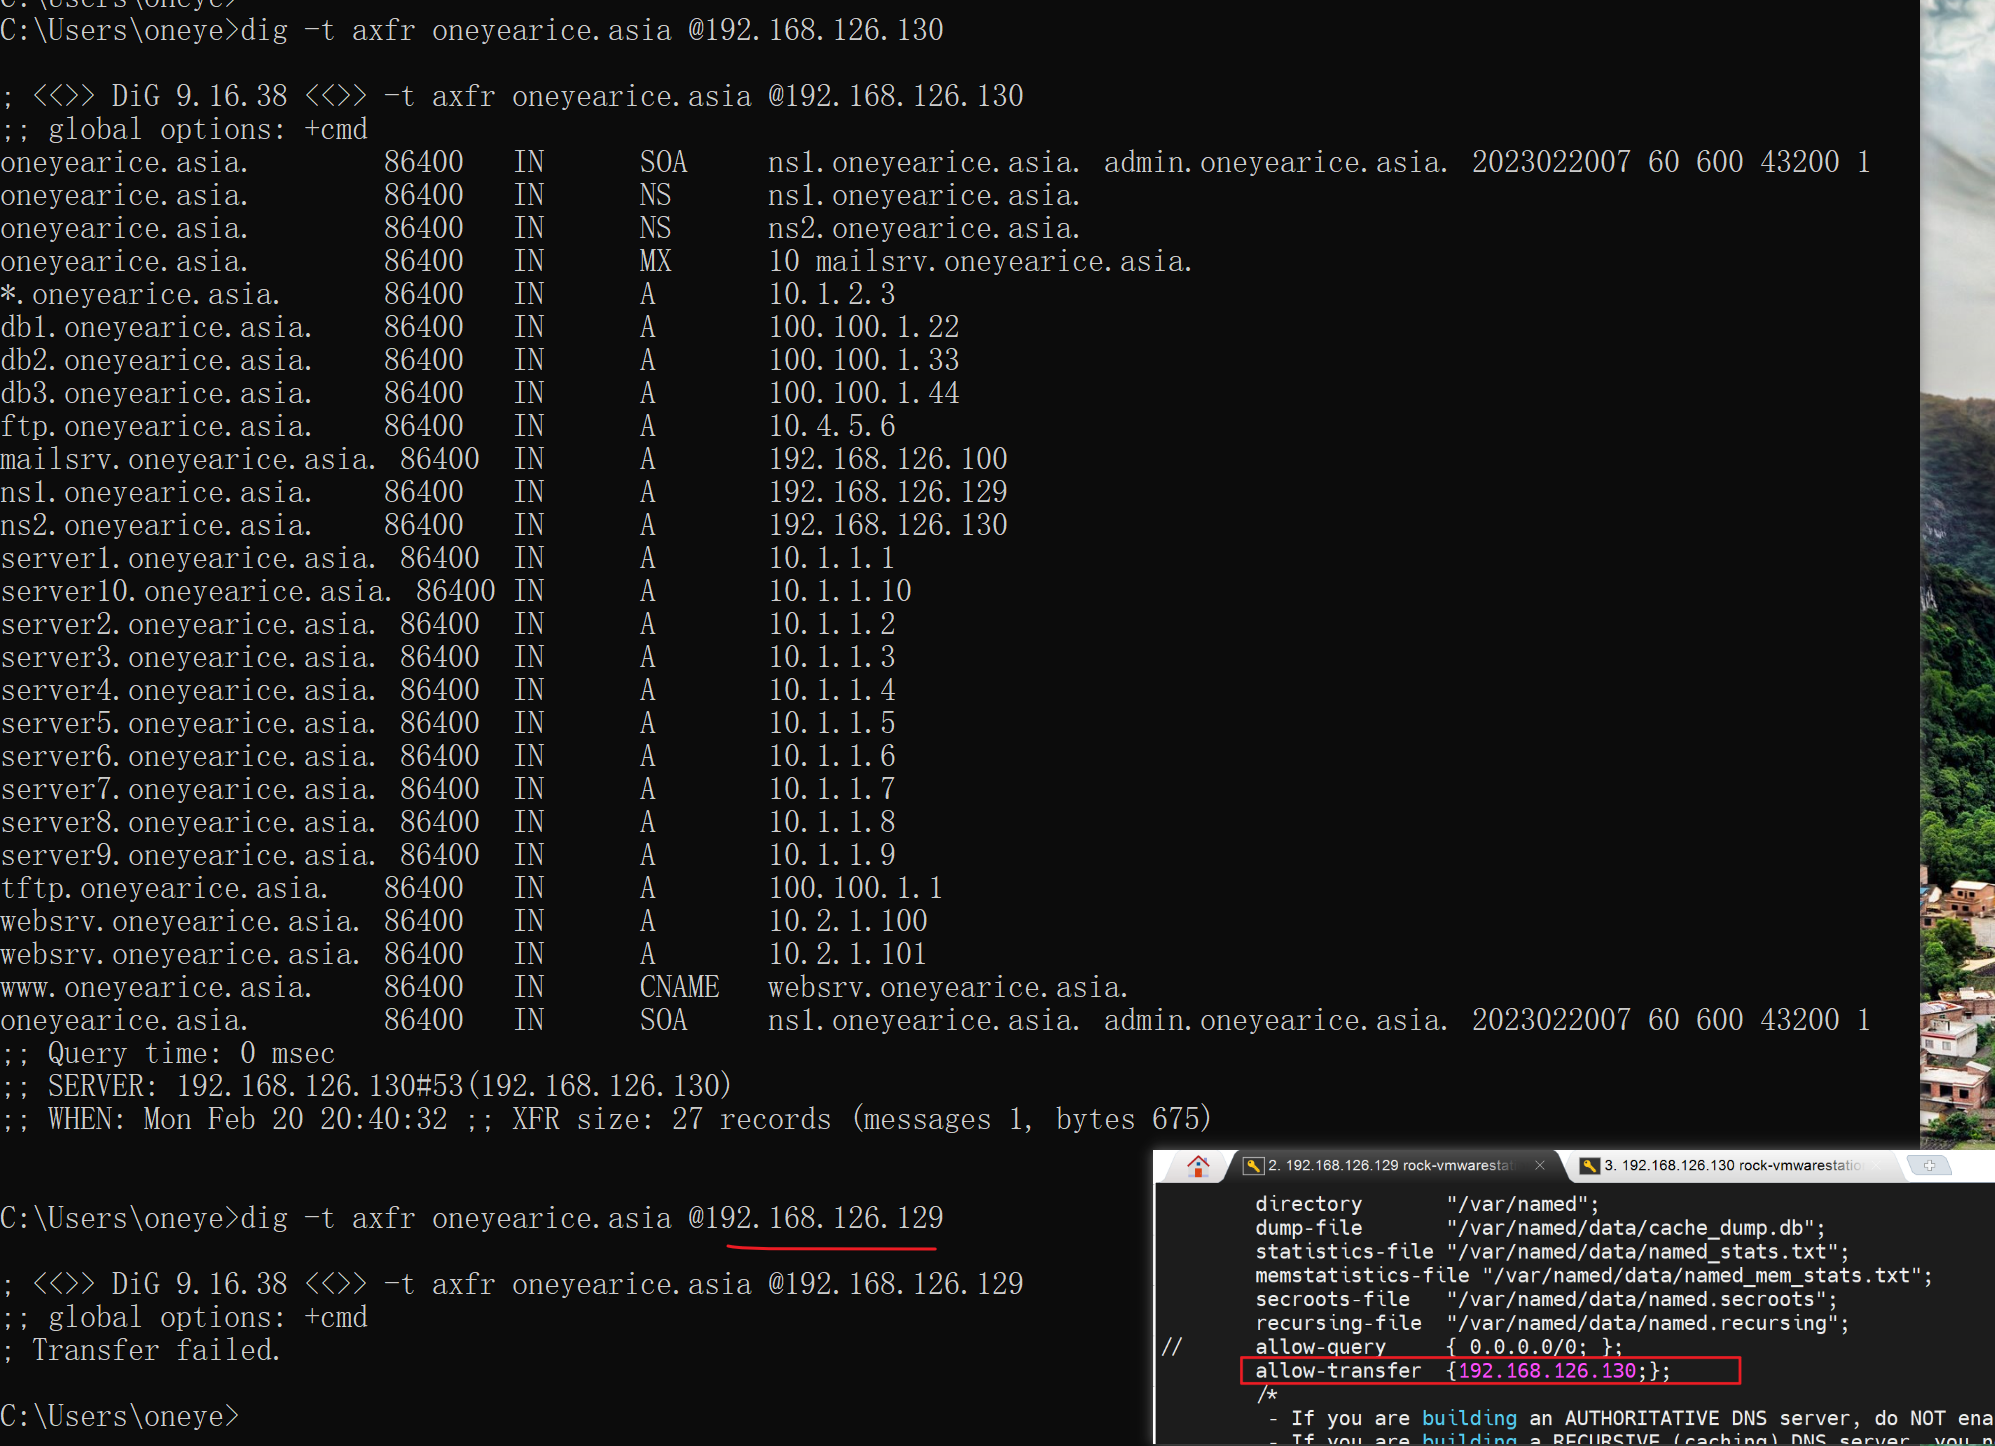 C:\Users\oneye>
C:\Users\oneye>dig -t axfr oneyearice.asia @192.168.126.130
; <<>> DiG 9.16.38 <<>> -t axfr oneyearice.asia @192.168.126.130
;; global options: +cmd
oneyearice.asia. 86400 IN SOA ns1.oneyearice.asia. admin.oneyearice.asia. 2023022007 60 600 43200 1
oneyearice.asia. 86400 IN NS ns1.oneyearice.asia.
oneyearice.asia. 86400 IN NS ns2.oneyearice.asia.
oneyearice.asia. 86400 IN MX 10 mailsrv.oneyearice.asia.
*.oneyearice.asia. 86400 IN A 10.1.2.3
db1.oneyearice.asia. 86400 IN A 100.100.1.22
db2.oneyearice.asia. 86400 IN A 100.100.1.33
db3.oneyearice.asia. 86400 IN A 100.100.1.44
ftp.oneyearice.asia. 86400 IN A 10.4.5.6
mailsrv.oneyearice.asia. 86400 IN A 192.168.126.100
ns1.oneyearice.asia. 86400 IN A 192.168.126.129
ns2.oneyearice.asia. 86400 IN A 192.168.126.130
server1.oneyearice.asia. 86400 IN A 10.1.1.1
server10.oneyearice.asia. 86400 IN A 10.1.1.10
server2.oneyearice.asia. 86400 IN A 10.1.1.2
server3.oneyearice.asia. 86400 IN A 10.1.1.3
server4.oneyearice.asia. 86400 IN A 10.1.1.4
server5.oneyearice.asia. 86400 IN A 10.1.1.5
server6.oneyearice.asia. 86400 IN A 10.1.1.6
server7.oneyearice.asia. 86400 IN A 10.1.1.7
server8.oneyearice.asia. 86400 IN A 10.1.1.8
server9.oneyearice.asia. 86400 IN A 10.1.1.9
tftp.oneyearice.asia. 86400 IN A 100.100.1.1
websrv.oneyearice.asia. 86400 IN A 10.2.1.100
websrv.oneyearice.asia. 86400 IN A 10.2.1.101
www.oneyearice.asia. 86400 IN CNAME websrv.oneyearice.asia.
oneyearice.asia. 86400 IN SOA ns1.oneyearice.asia. admin.oneyearice.asia. 2023022007 60 600 43200 1
;; Query time: 0 msec
;; SERVER: 192.168.126.130#53(192.168.126.130)
;; WHEN: Mon Feb 20 20:40:32 ;; XFR size: 27 records (messages 1, bytes 675)
C:\Users\oneye>dig -t axfr oneyearice.asia @192.168.126.129
; <<>> DiG 9.16.38 <<>> -t axfr oneyearice.asia @192.168.126.129
;; global options: +cmd
; Transfer failed.
C:\Users\oneye>
2. 192.168.126.129 rock-vmwarestat
3. 192.168.126.130 rock-vmwarestatio
directory "/var/named";
dump-file "/var/named/data/cache_dump.db";
statistics-file "/var/named/data/named_stats.txt";
memstatistics-file "/var/named/data/named_mem_stats.txt";
secroots-file "/var/named/data/named.secroots";
recursing-file "/var/named/data/named.recursing";
// allow-query { 0.0.0.0/0; };
allow-transfer {192.168.126.130;};
/*
- If you are building an AUTHORITATIVE DNS server, do NOT ena
- If you are building a RECURSIVE (caching) DNS server, you n